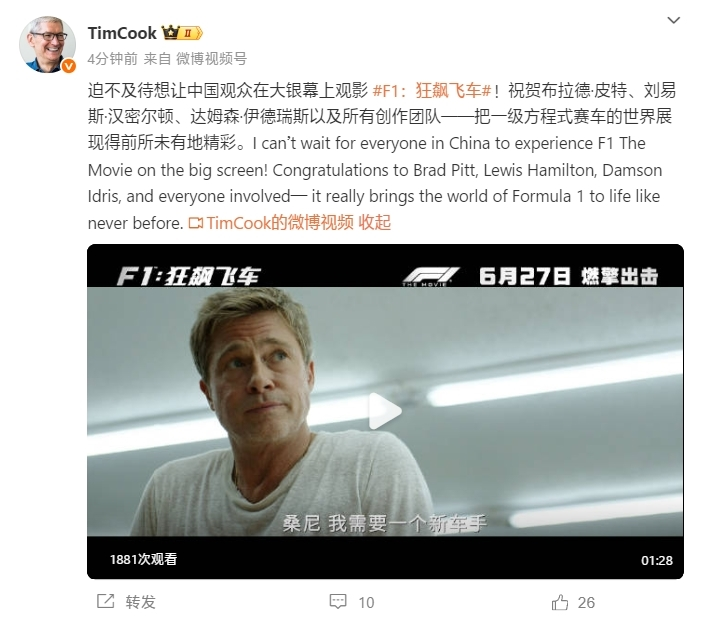 TimCook II
4分钟前 来自 微博视频号
迫不及待想让中国观众在大银幕上观影 #F1：狂飙飞车#！祝贺布拉德·皮特、刘易
斯·汉密尔顿、达姆森·伊德瑞斯以及所有创作团队——把一级方程式赛车的世界展
现得前所未有地精彩。I can’t wait for everyone in China to experience F1 The
Movie on the big screen! Congratulations to Brad Pitt, Lewis Hamilton, Damson
Idris, and everyone involved— it really brings the world of Formula 1 to life like
never before. TimCook的微博视频 收起
F1:狂飙飞车 F1 THE MOVIE 6月27日 燃擎出击
桑尼 我需要一个新车手
1881次观看 01:28
转发 10 26